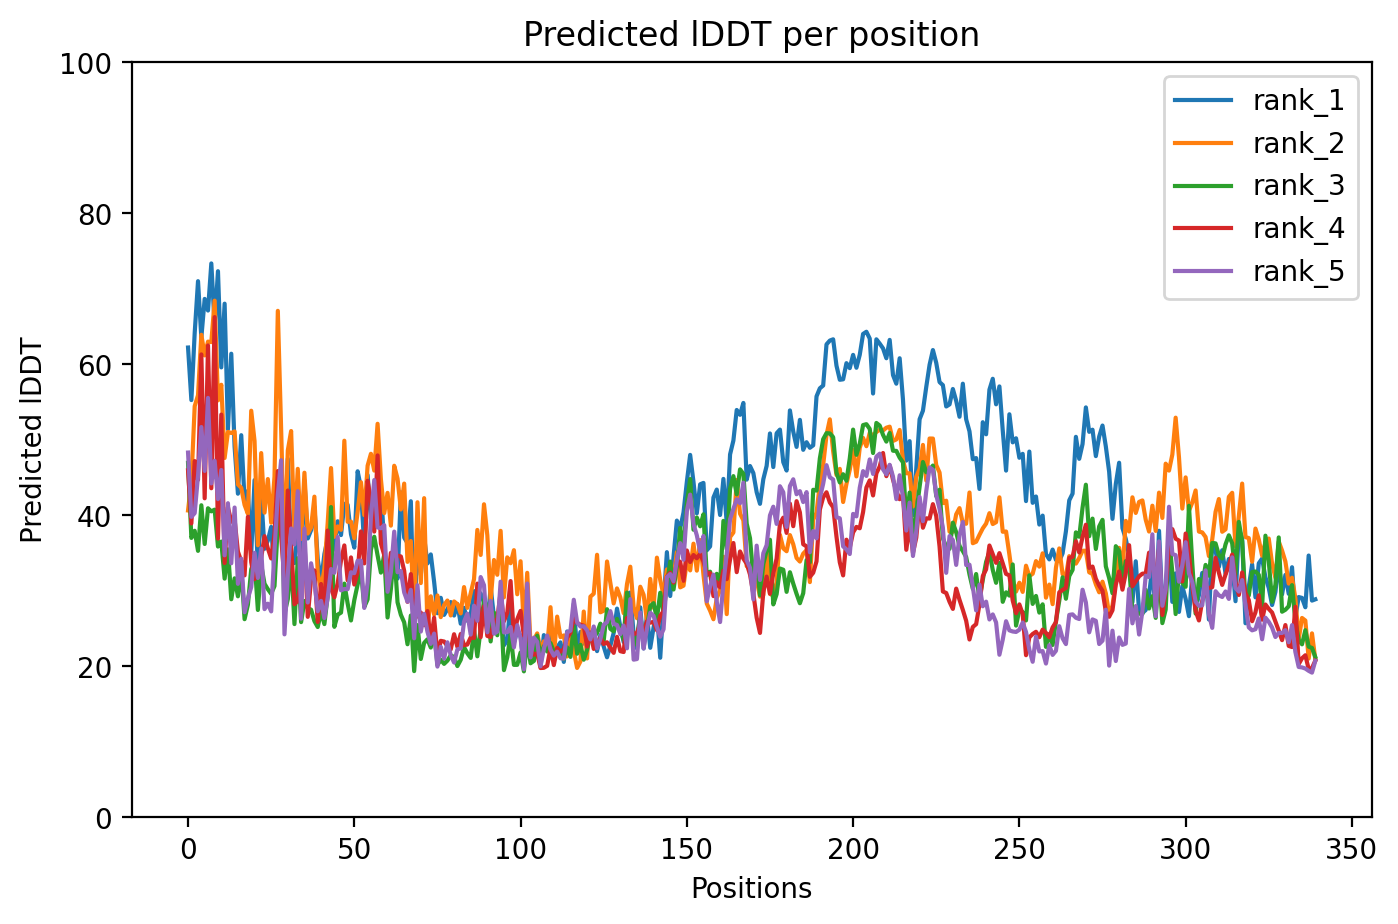 Predicted lDDT per position
100
80
60
40
20
0
Predicted lDDT
0 50 100 150 200 250 300 350
Positions
rank_1
rank_2
rank_3
rank_4
rank_5